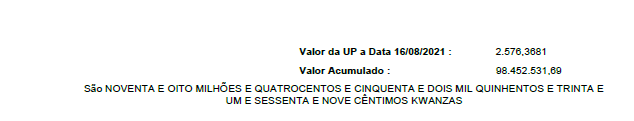 Valor da UP a Data 16/08/2021 : 2.576,3681
Valor Acumulado : 98.452.531,69
São NOVENTA E OITO MILHÕES E QUATROCENTOS E CINQUENTA E DOIS MIL QUINHENTOS E TRINTA E
UM E SESSENTA E NOVE CÊNTIMOS KWANZAS